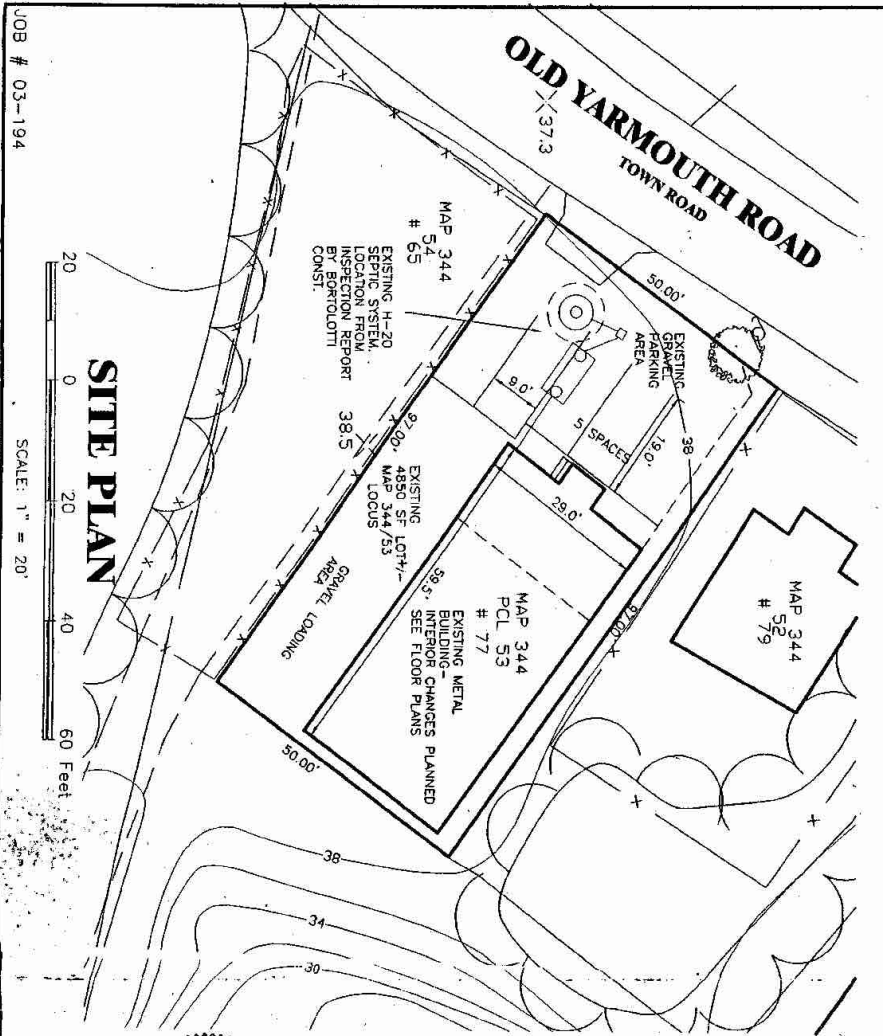 OLD YARMOUTH ROAD
TOWN ROAD
37.3
50.00'
MAP 344
54
# 65
EXISTING H-20
SEPTIC SYSTEM.
LOCATION FROM
INSPECTION REPORT
BY BORTOLOTTI
CONST.
EXISTING
GRAVEL
PARKING
AREA
9.0'
5 SPACES
19.0'
38
97.00'
38.5
EXISTING
4850 SF LOT+/-
MAP 344/53
LOCUS
GRAVEL LOADING
AREA
29.0'
59.5'
MAP 344
PCL 53
# 77
EXISTING METAL
BUILDING-
INTERIOR CHANGES PLANNED
SEE FLOOR PLANS
97.00'
MAP 344
52
# 79
50.00'
38
34
30
20 0 20 40 60 Feet
SITE PLAN
SCALE: 1" = 20'
JOB # 03-194